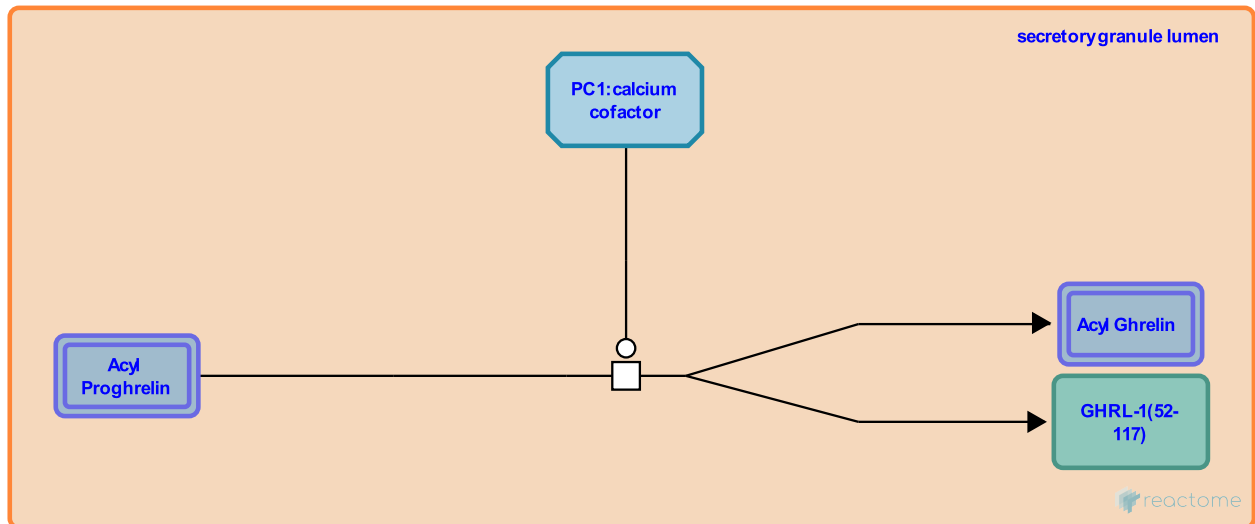 secretory granule lumen
PC1:calcium
cofactor
Acyl
Proghrelin
Acyl Ghrelin
GHRL-1(52-
117)
reactome